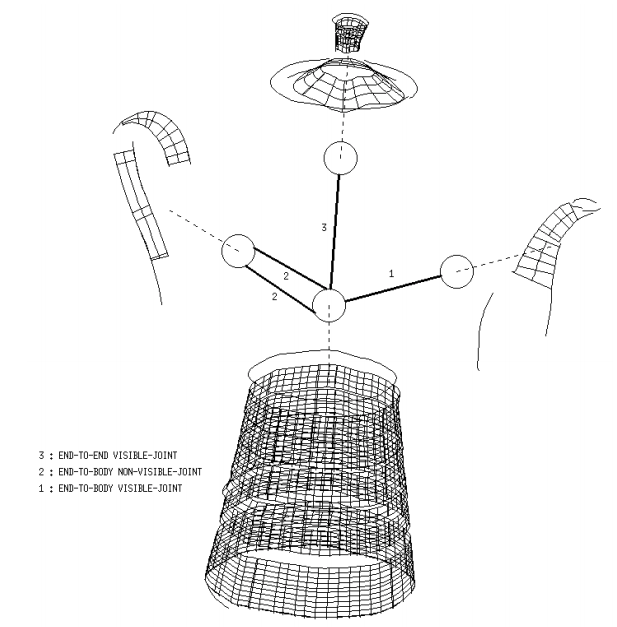 3
2
1
2
3 : END-TO-END VISIBLE-JOINT
2 : END-TO-BODY NON-VISIBLE-JOINT
1 : END-TO-BODY VISIBLE-JOINT